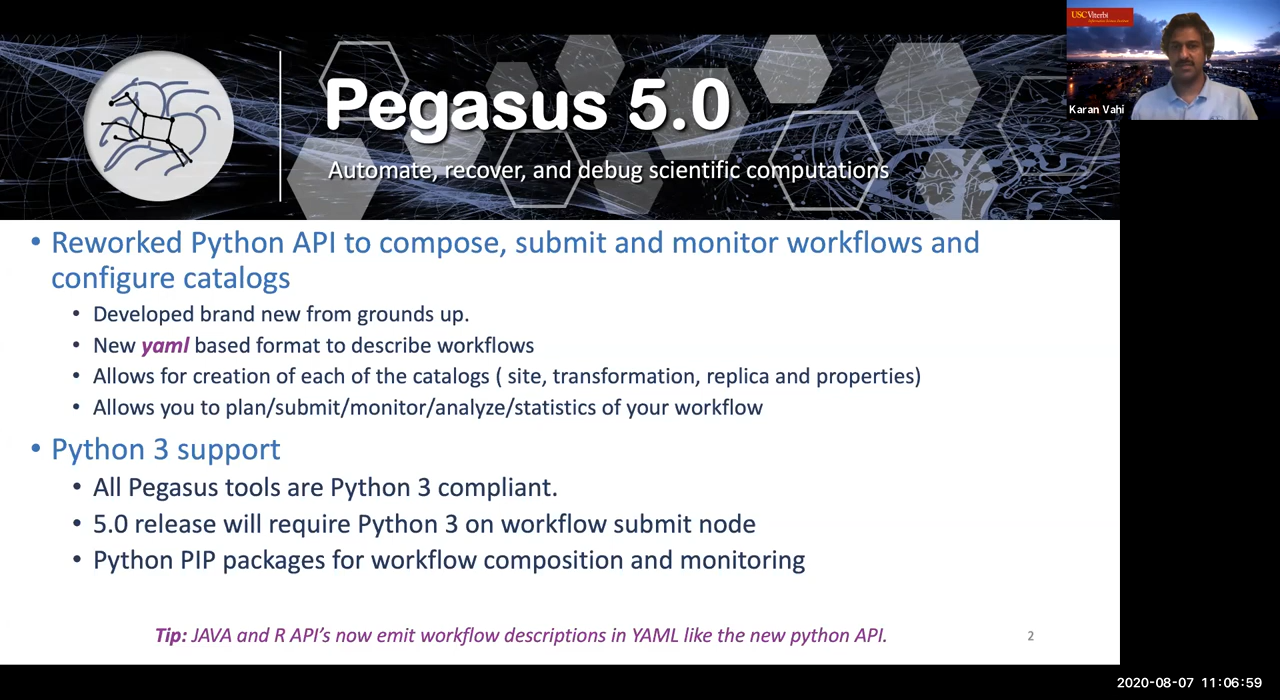 USC Viterbi
Karan Vahi
Pegasus 5.0
Automate, recover, and debug scientific computations
• Reworked Python API to compose, submit and monitor workflows and
configure catalogs
• Developed brand new from grounds up.
• New yaml based format to describe workflows
• Allows for creation of each of the catalogs ( site, transformation, replica and properties)
• Allows you to plan/submit/monitor/analyze/statistics of your workflow
• Python 3 support
• All Pegasus tools are Python 3 compliant.
• 5.0 release will require Python 3 on workflow submit node
• Python PIP packages for workflow composition and monitoring
Tip: JAVA and R API’s now emit workflow descriptions in YAML like the new python API.
2
2020-08-07 11:06:59